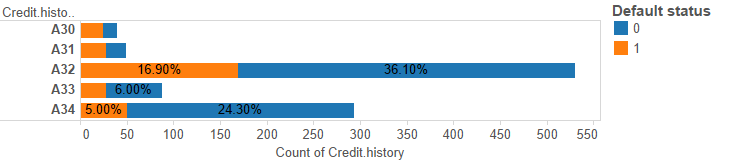 Credit.histo..
Default status
0
1
A30
A31
A32 16.90% 36.10%
A33 6.00%
A34 5.00% 24.30%
0 50 100 150 200 250 300 350 400 450 500 550
Count of Credit.history